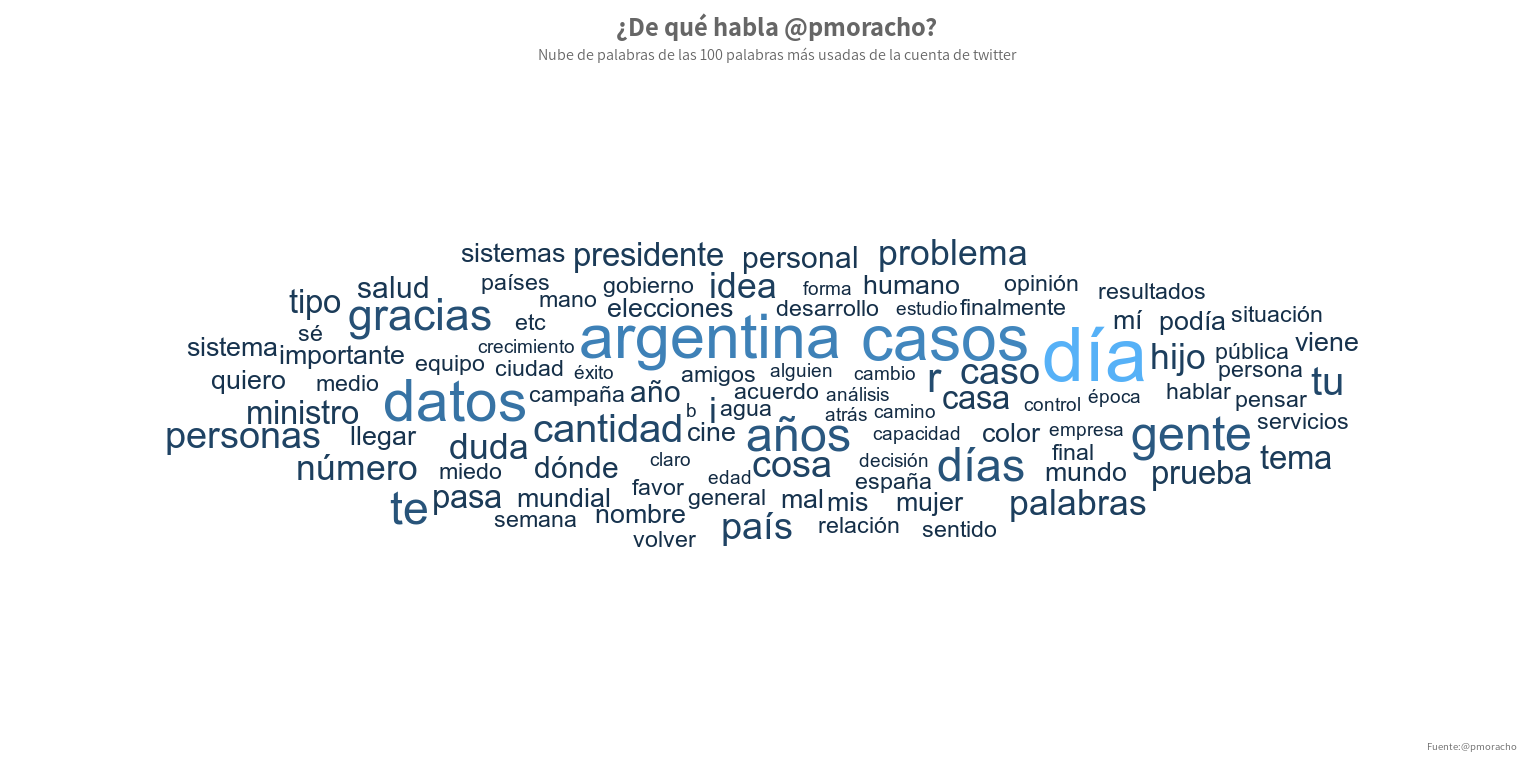 ¿De qué habla @pmoracho?
Nube de palabras de las 100 palabras más usadas de la cuenta de twitter
sistemas presidente personal problema
salud países gobierno idea forma humano opinión resultados
tipo gracias mano elecciones desarrollo estudio finalmente
sé etc argentina casos día mí podía situación
sistema importante crecimiento hijo pública viene
equipo ciudad éxito amigos alguien cambio r caso persona
quiero medio datos campaña año acuerdo análisis casa control época hablar pensar tu
ministro b i agua atrás camino
personas llegar cantidad cine años capacidad color empresa gente servicios
duda final
número miedo dónde claro cosa decisión días mundo prueba tema
te pasa mundial favor edad general mal mis españa mujer palabras
semana nombre país relación sentido
volver
Fuente:@pmoracho